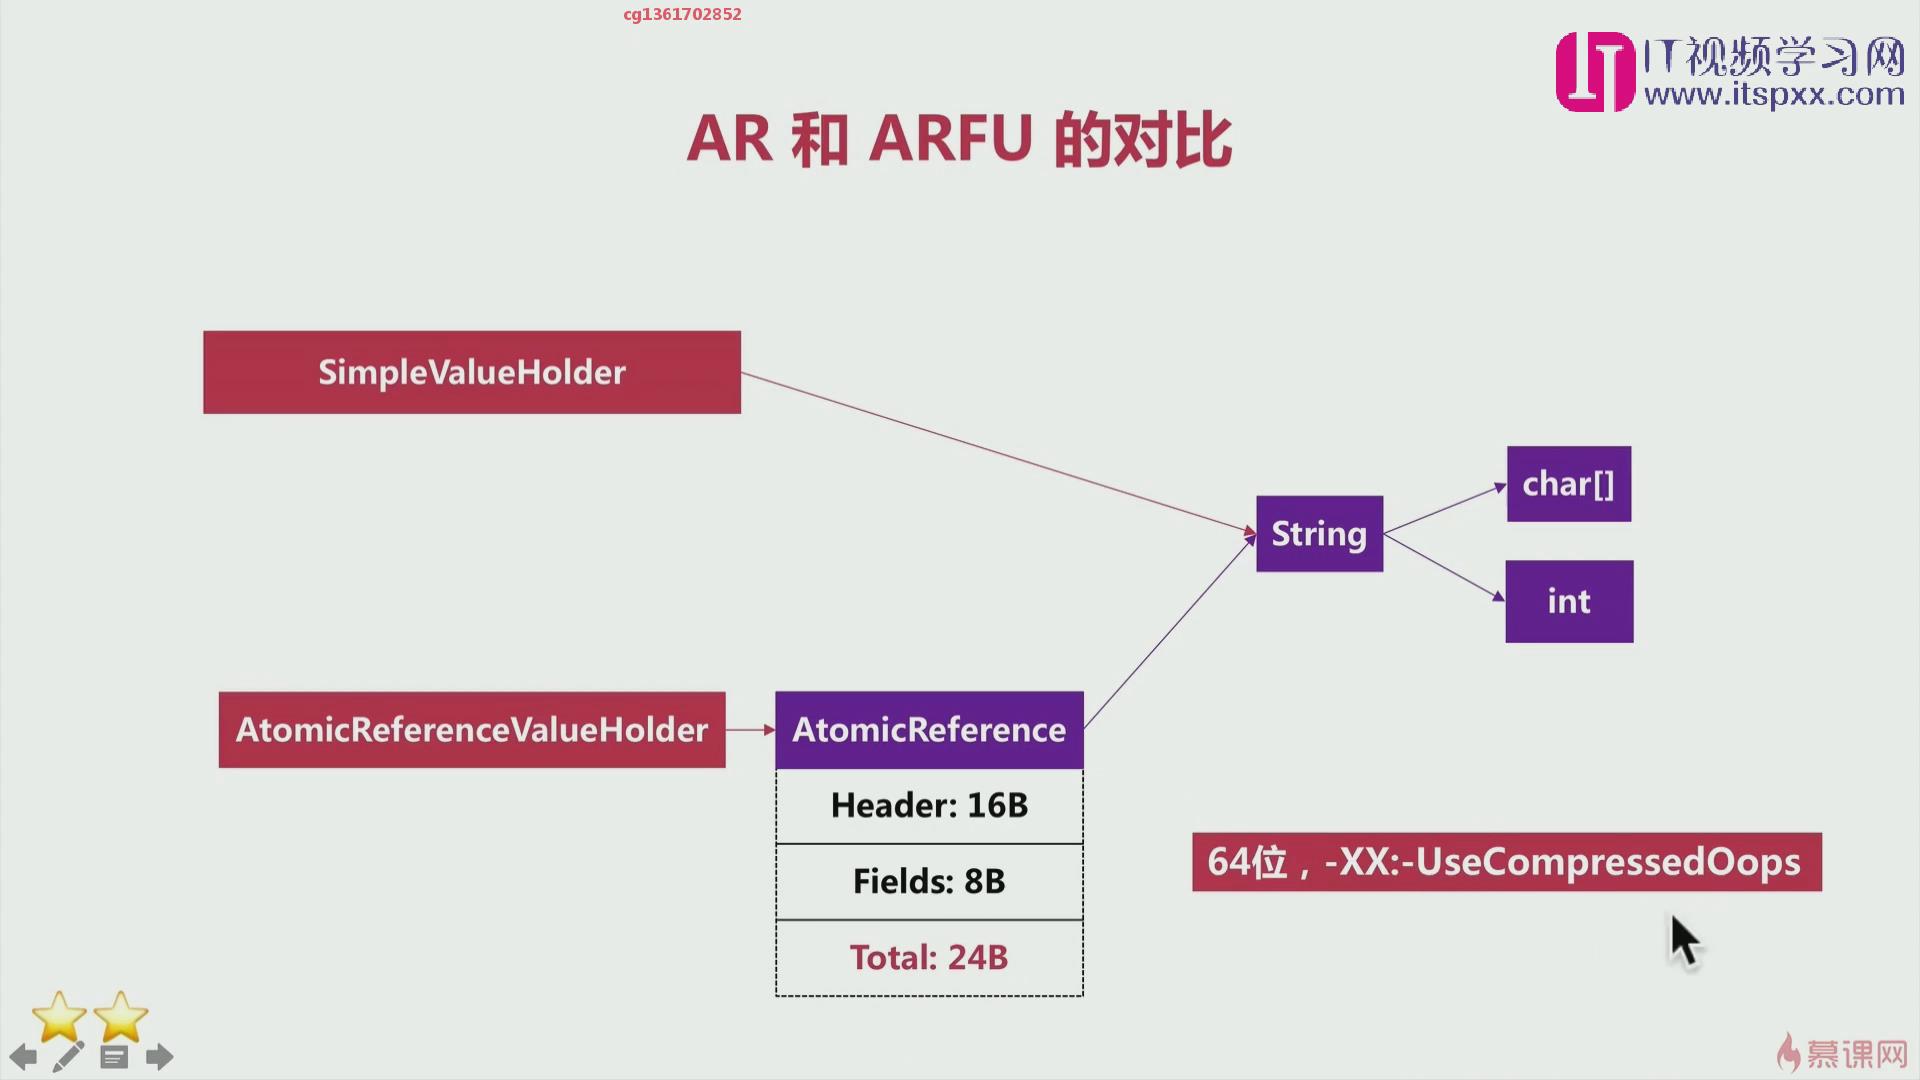 cg1361702852
IT视频学习网
www.itspxx.com
AR 和 ARFU 的对比
SimpleValueHolder
char[]
String
int
AtomicReferenceValueHolder
AtomicReference
Header: 16B
Fields: 8B
Total: 24B
64位，-XX:-UseCompressedOops
慕课网